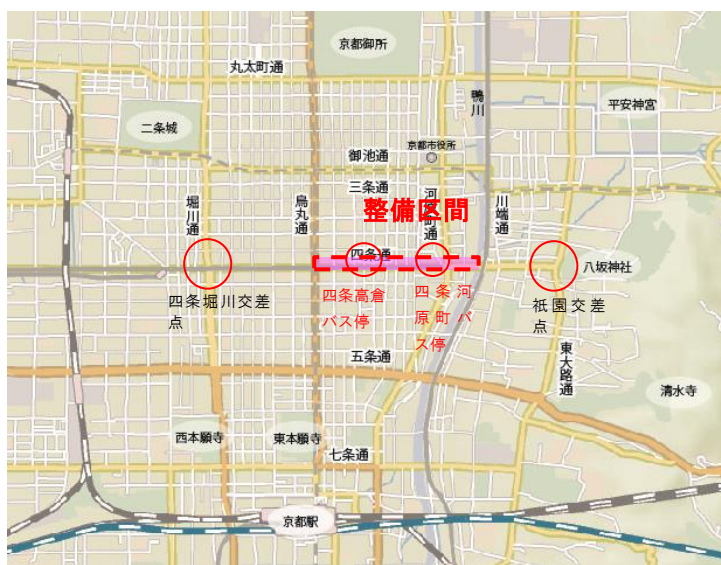 京都御所
丸太町通
鴨川
平安神宮
二条城
京都市役所
御池通
三条通
堀川通
烏丸通
河原町通
川端通
整備区間
四条通
八坂神社
四条堀川交差
点
四条高倉
バス停
四条河
原町バ
ス停
祇園交差
点
五条通
東大路通
清水寺
西本願寺
東本願寺
七条通
京都駅